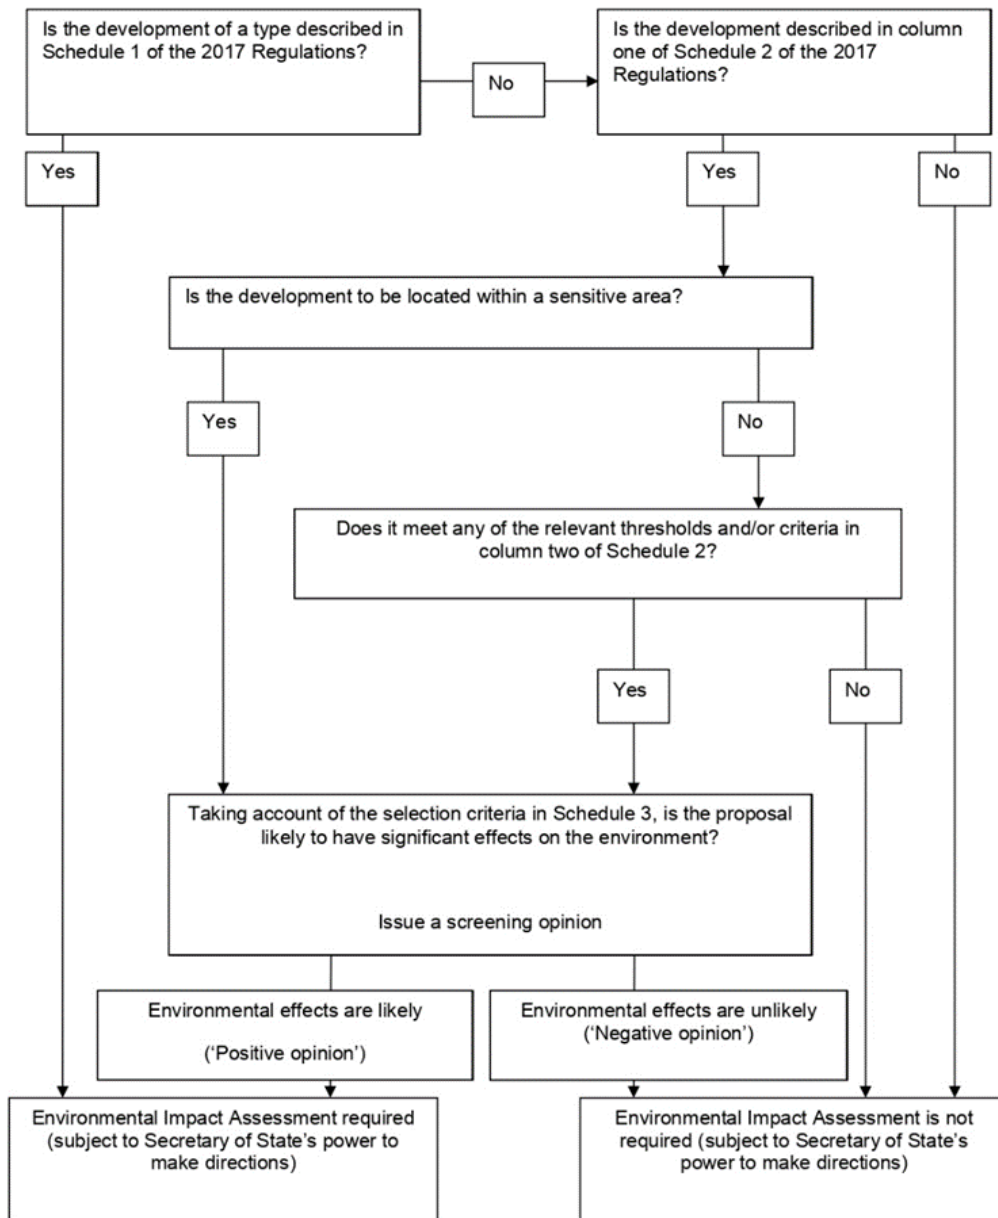 Is the development of a type described in
Schedule 1 of the 2017 Regulations?
No
Is the development described in column
one of Schedule 2 of the 2017
Regulations?
Yes
Yes
No
Is the development to be located within a sensitive area?
Yes
No
Does it meet any of the relevant thresholds and/or criteria in
column two of Schedule 2?
Yes
No
Taking account of the selection criteria in Schedule 3, is the proposal
likely to have significant effects on the environment?
Issue a screening opinion
Environmental effects are likely
(‘Positive opinion’)
Environmental effects are unlikely
(‘Negative opinion’)
Environmental Impact Assessment required
(subject to Secretary of State’s power to
make directions)
Environmental Impact Assessment is not
required (subject to Secretary of State’s
power to make directions)